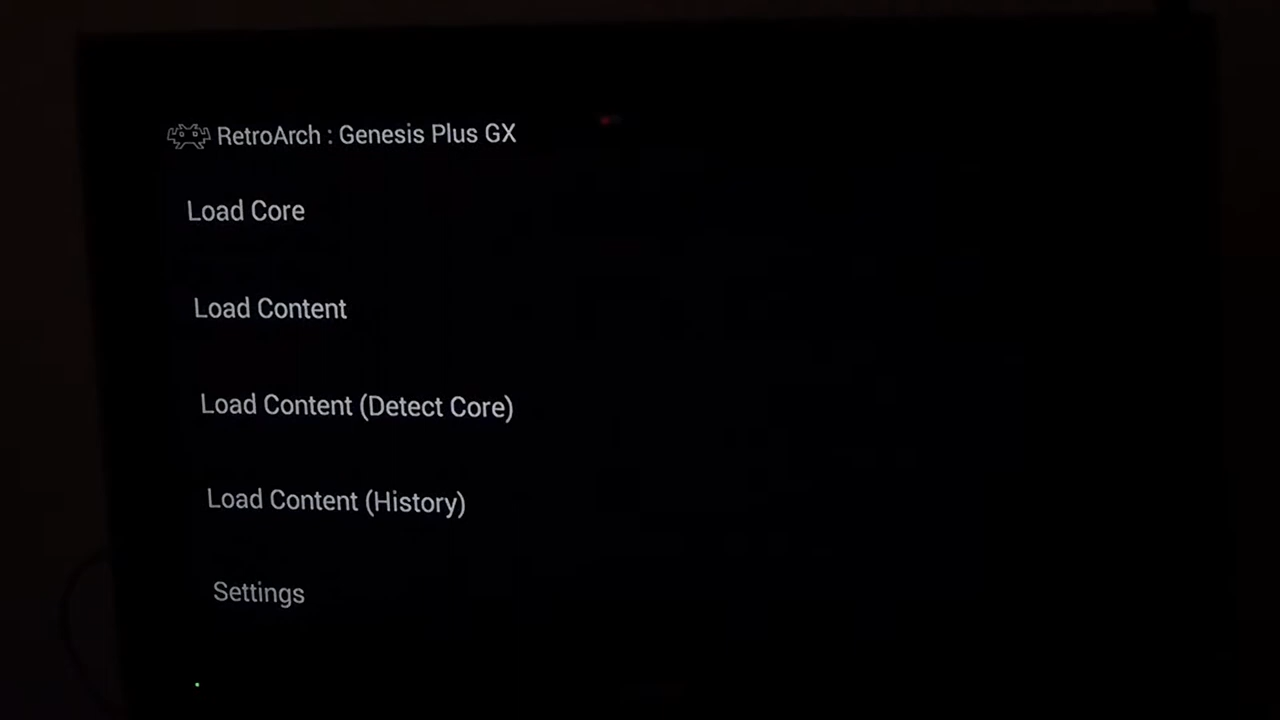 RetroArch : Genesis Plus GX
Load Core
Load Content
Load Content (Detect Core)
Load Content (History)
Settings